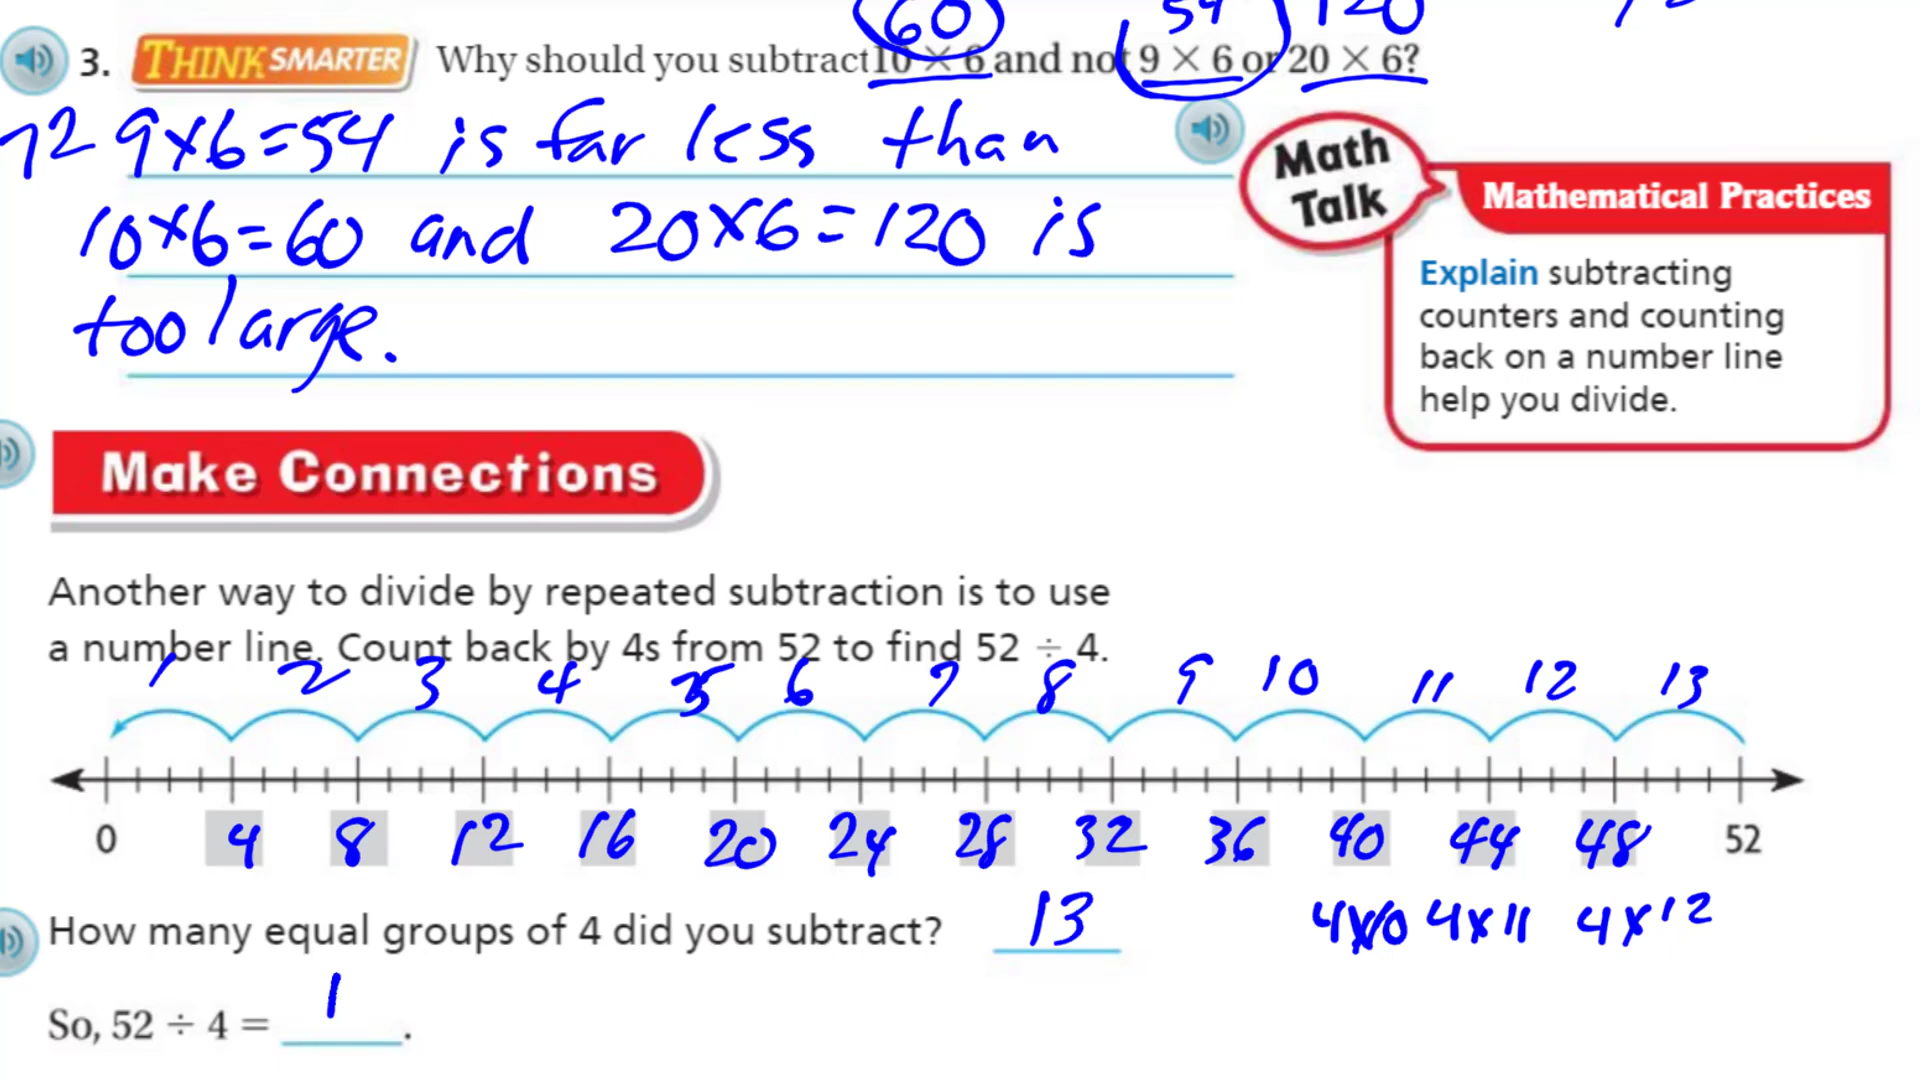 60 54 120
3. THINK SMARTER Why should you subtract 10 × 6 and not 9 × 6 or 20 × 6?
72 9×6=54 is far less than
10×6=60 and 20×6=120 is
too large.
Math
Talk
Mathematical Practices
Explain subtracting
counters and counting
back on a number line
help you divide.
Make Connections
Another way to divide by repeated subtraction is to use
a number line. Count back by 4s from 52 to find 52 ÷ 4.
1 2 3 4 5 6 7 8 9 10 11 12 13
0 4 8 12 16 20 24 28 32 36 40 44 48 52
4×10 4×11 4×12
How many equal groups of 4 did you subtract? 13
So, 52 ÷ 4 = 1.